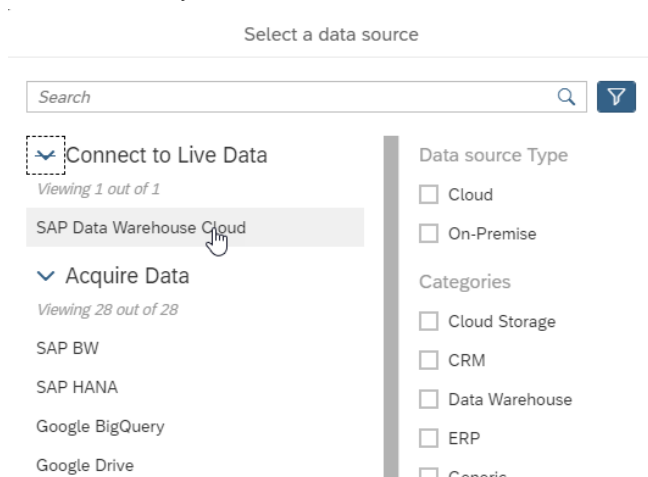 Select a data source
Search
Connect to Live Data
Viewing 1 out of 1
SAP Data Warehouse Cloud
Acquire Data
Viewing 28 out of 28
SAP BW
SAP HANA
Google BigQuery
Google Drive
Data source Type
Cloud
On-Premise
Categories
Cloud Storage
CRM
Data Warehouse
ERP
Generic